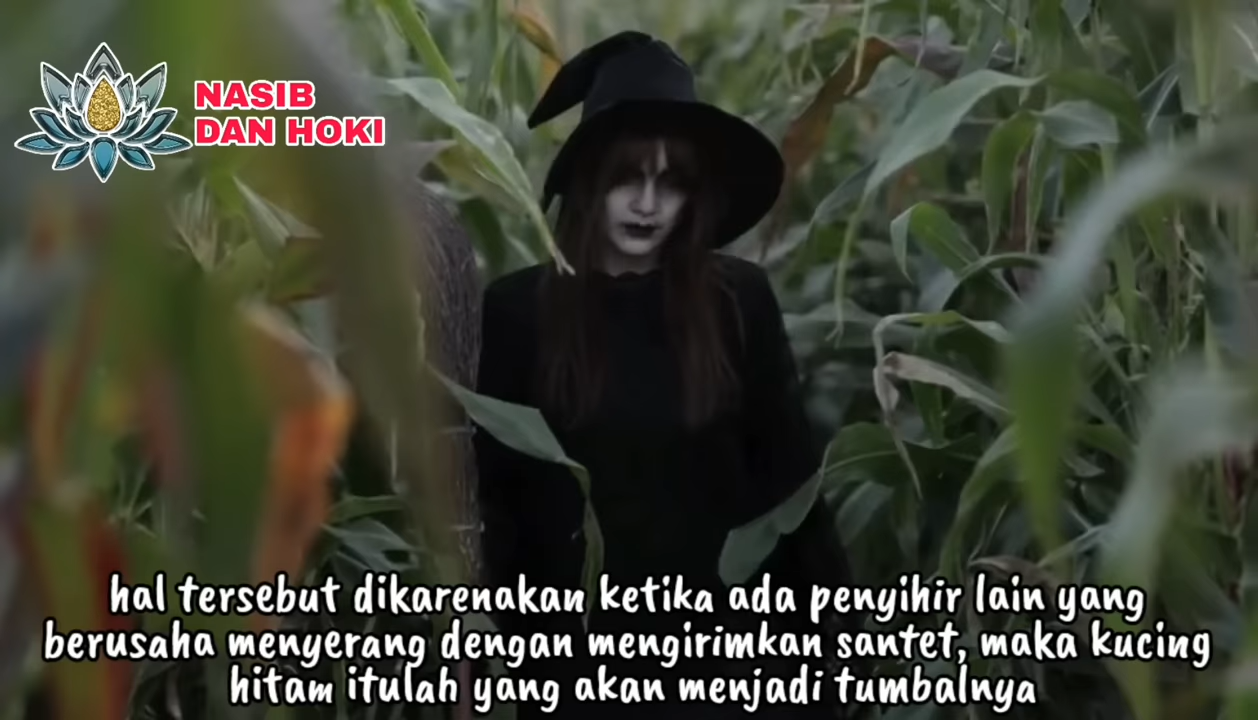 NASIB
DAN HOKI
hal tersebut dikarenakan ketika ada penyihir lain yang
berusaha menyerang dengan mengirimkan santet, maka kucing
hitam itulah yang akan menjadi tumbalnya